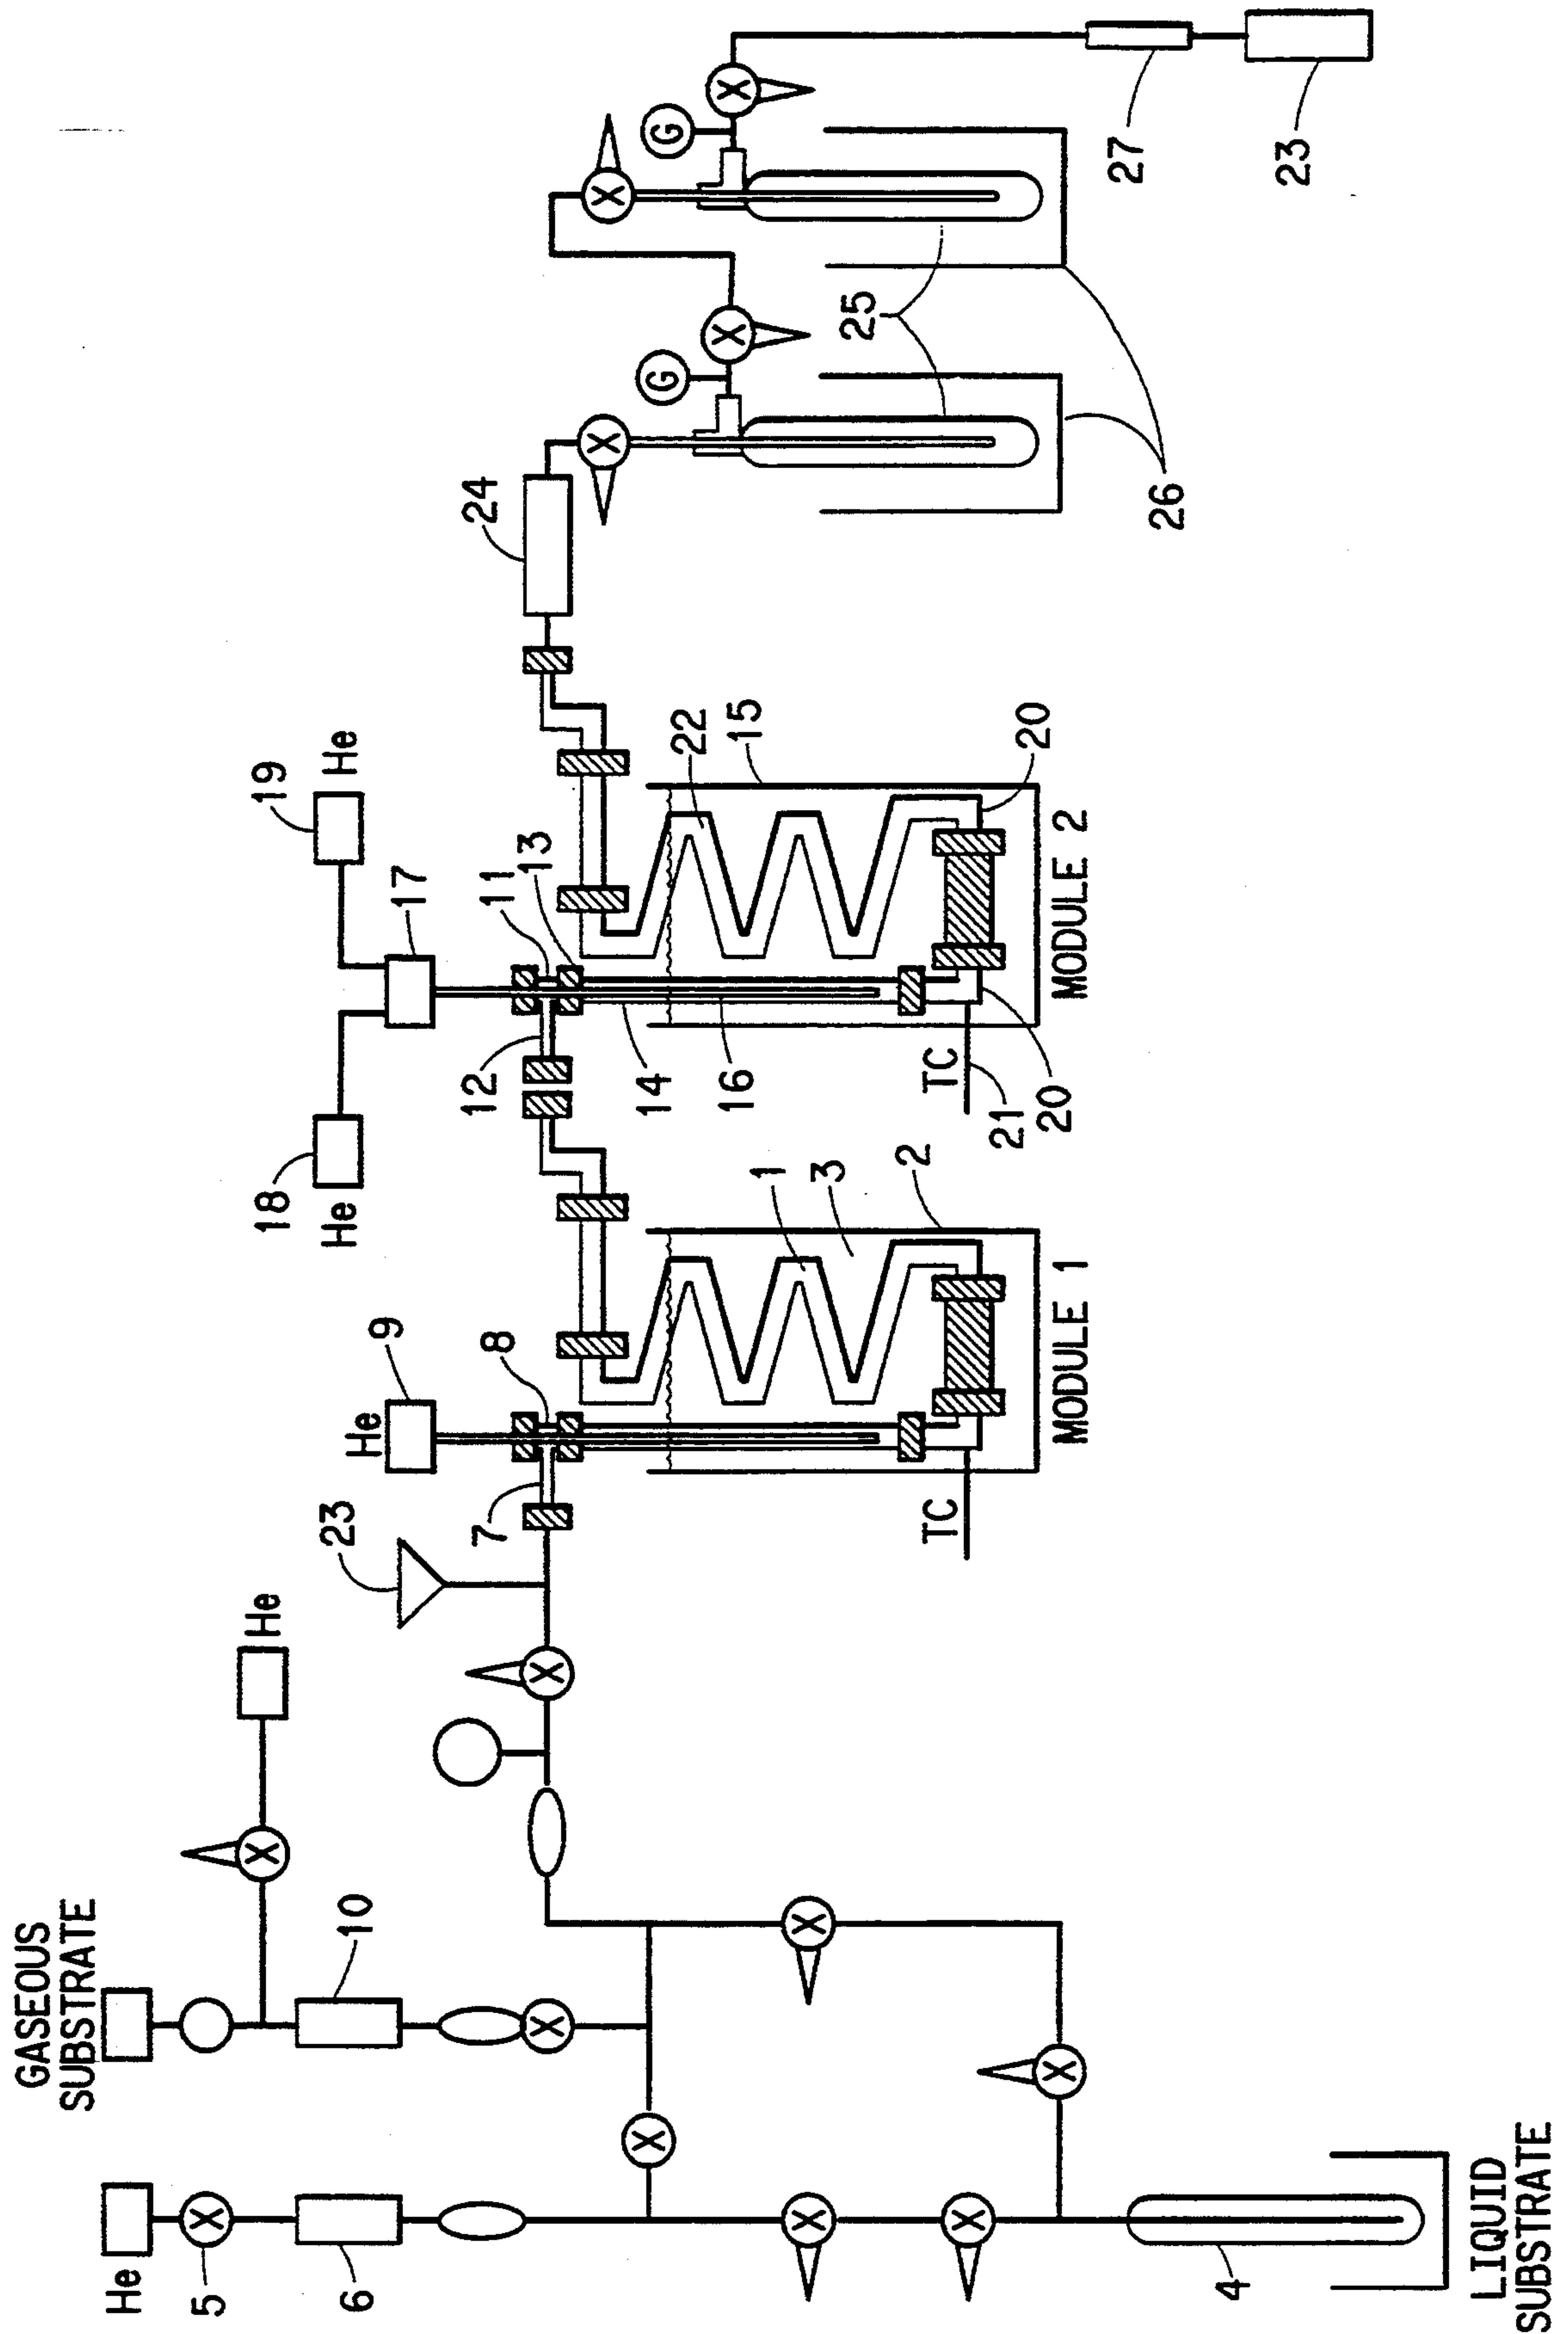 GASEOUS
SUBSTRATE
He
5
6
10
He
LIQUID
SUBSTRATE
4
X
X
X
X
X
X
X
X
23
7
8
9
He
TC
MODULE 1
1
3
2
18
He
19
He
17
11
13
12
14
16
TC
21
20
MODULE 2
22
15
20
24
X
G
X
X
G
X
25
26
27
23